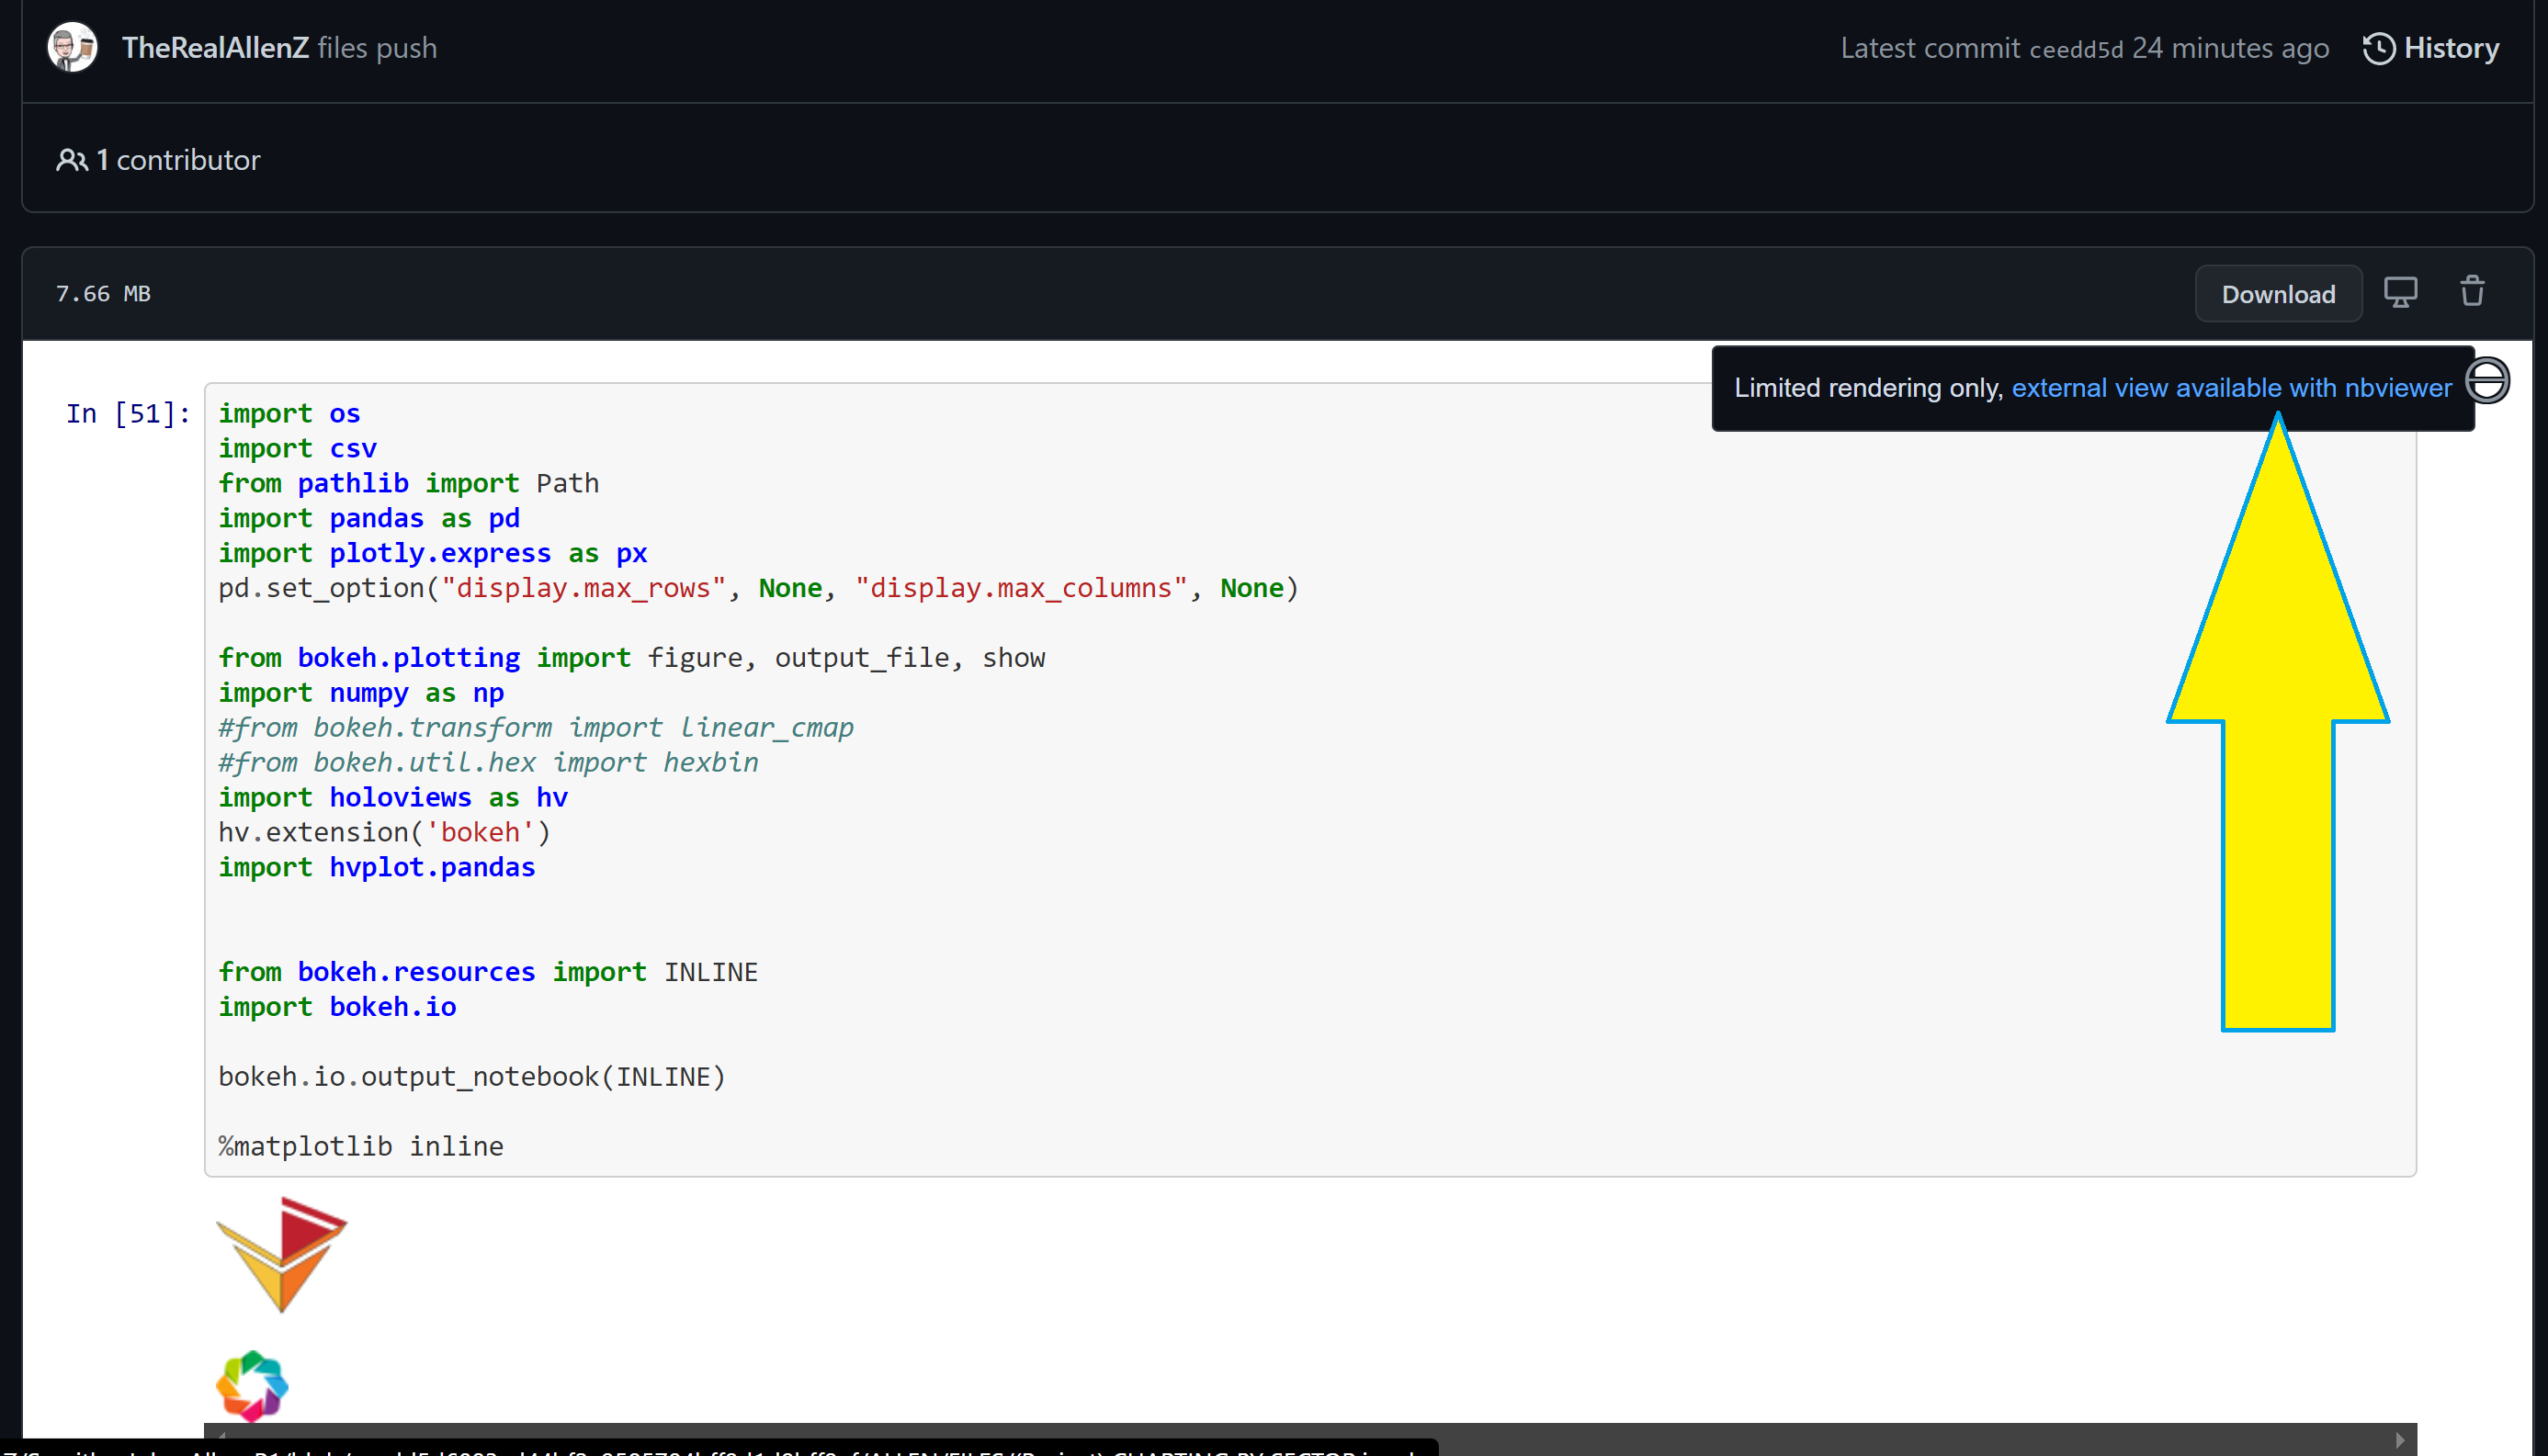 TheRealAllenZ files push
Latest commit ceedd5d 24 minutes ago History
1 contributor
7.66 MB
Download
Limited rendering only, external view available with nbviewer
In [51]:
import os
import csv
from pathlib import Path
import pandas as pd
import plotly.express as px
pd.set_option("display.max_rows", None, "display.max_columns", None)
from bokeh.plotting import figure, output_file, show
import numpy as np
#from bokeh.transform import linear_cmap
#from bokeh.util.hex import hexbin
import holoviews as hv
hv.extension('bokeh')
import hvplot.pandas
from bokeh.resources import INLINE
import bokeh.io
bokeh.io.output_notebook(INLINE)
%matplotlib inline